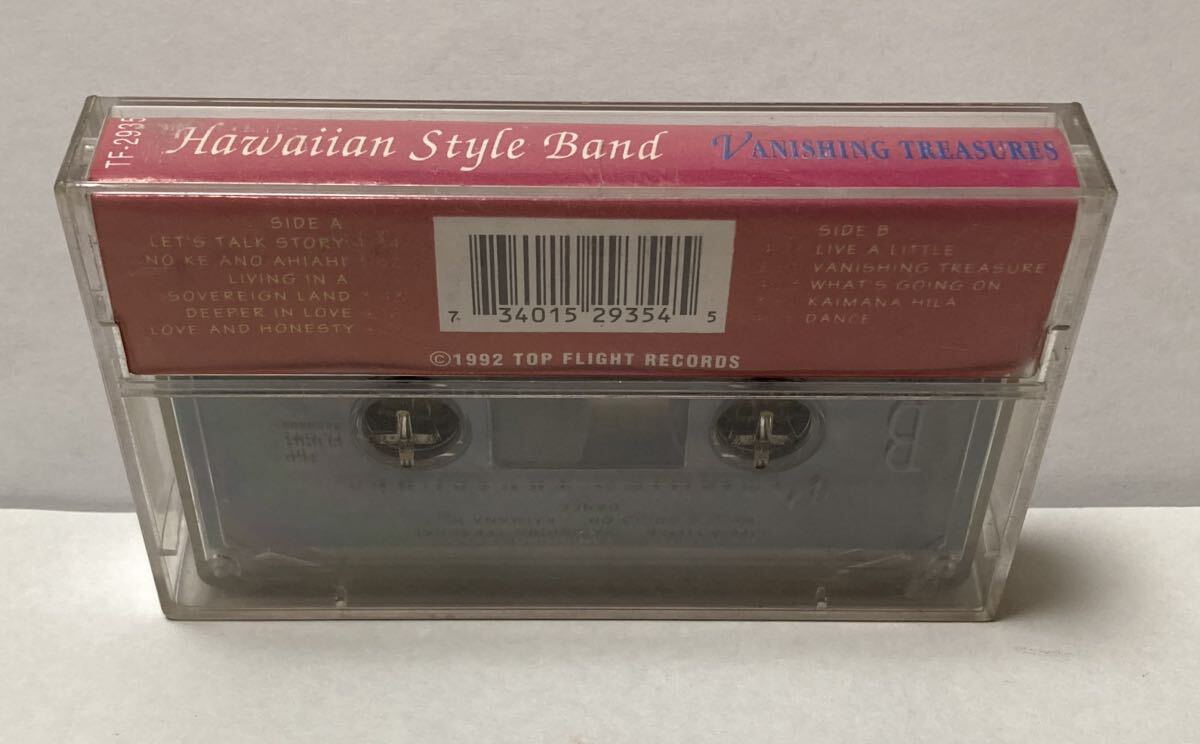 TF-2935
Hawaiian Style Band
VANISHING TREASURES
SIDE A
LET'S TALK STORY
NO KE ANO AHIAHI
LIVING IN A
SOVEREIGN LAND
DEEPER IN LOVE
LOVE AND HONESTY
7 34015 29354 5
SIDE B
LIVE A LITTLE
VANISHING TREASURE
WHAT'S GOING ON
KAIMANA HILA
DANCE
©1992 TOP FLIGHT RECORDS
B
DANCE